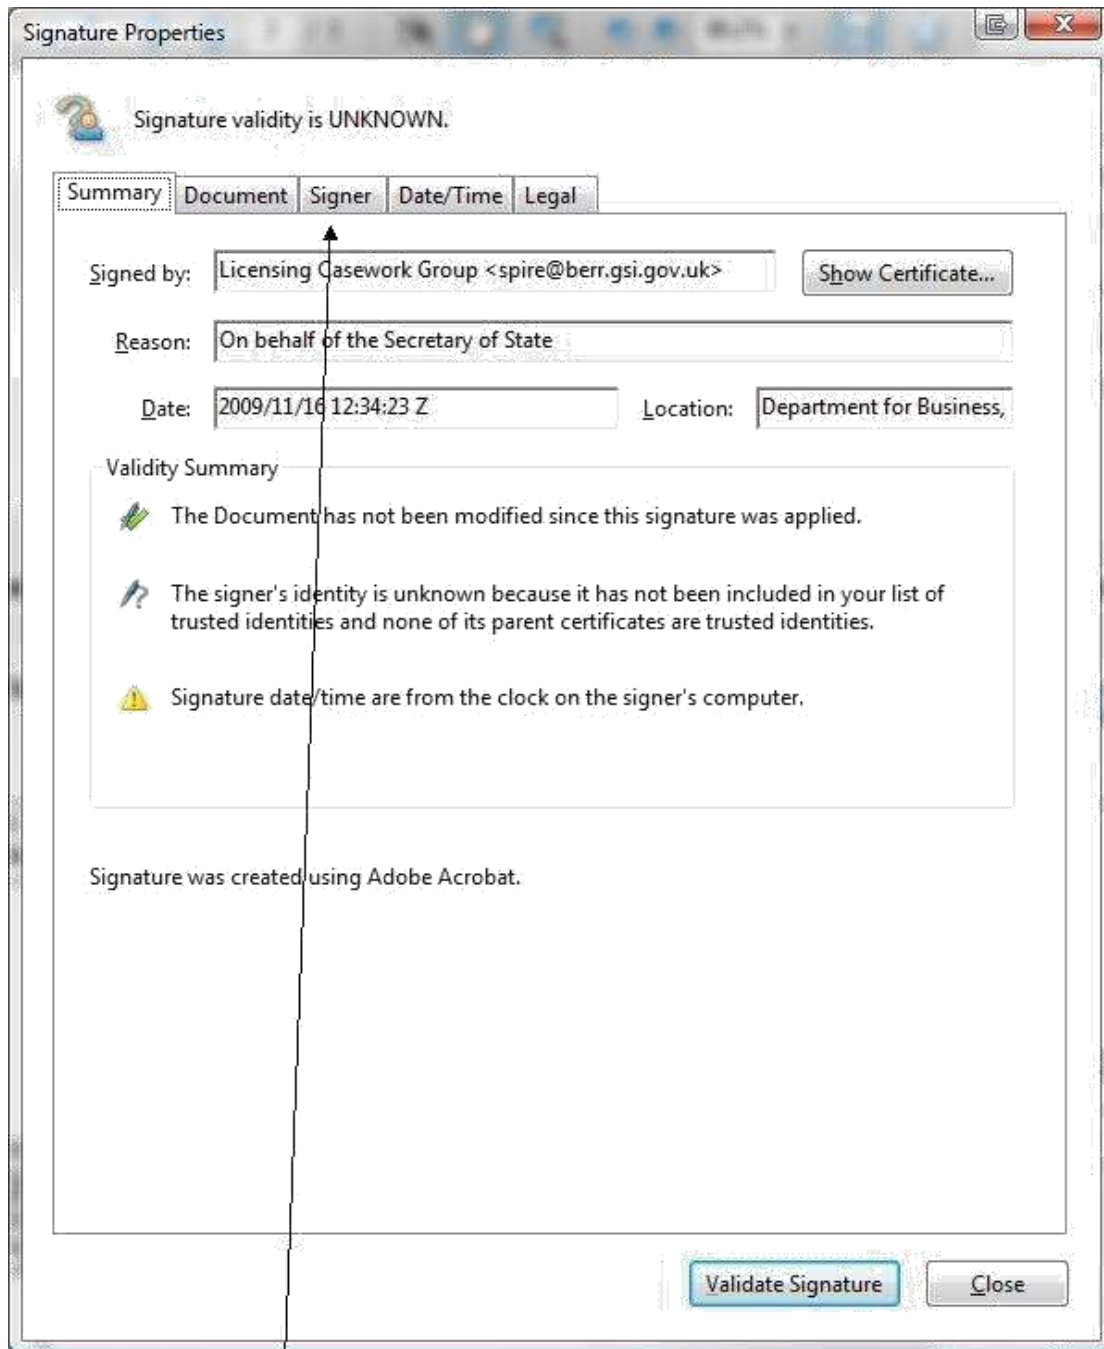 Signature Properties
Signature validity is UNKNOWN.
Summary Document Signer Date/Time Legal
Signed by: Licensing Casework Group <spire@berr.gsi.gov.uk> Show Certificate...
Reason: On behalf of the Secretary of State
Date: 2009/11/16 12:34:23 Z Location: Department for Business,
Validity Summary
The Document has not been modified since this signature was applied.
The signer's identity is unknown because it has not been included in your list of
trusted identities and none of its parent certificates are trusted identities.
Signature date/time are from the clock on the signer's computer.
Signature was created using Adobe Acrobat.
Validate Signature Close